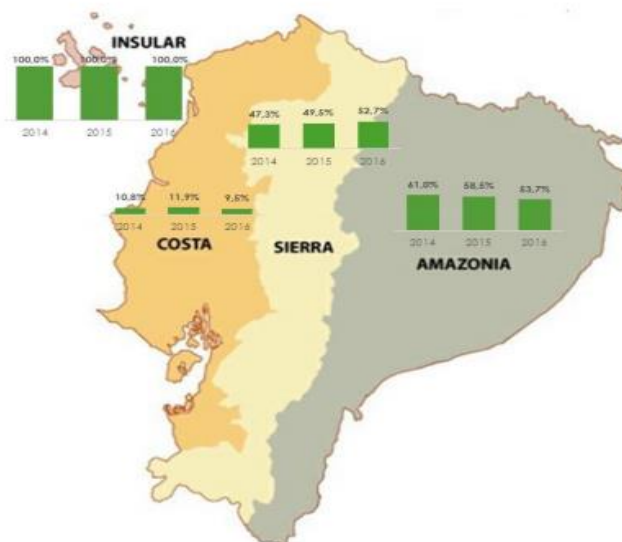 INSULAR
100,0% 100,0% 100,0%
2014 2015 2016
47,3% 49,5% 52,7%
2014 2015 2016
10,8% 11,9% 9,5%
2014 2015 2016
COSTA
SIERRA
61,0% 58,5% 53,7%
2014 2015 2016
AMAZONIA